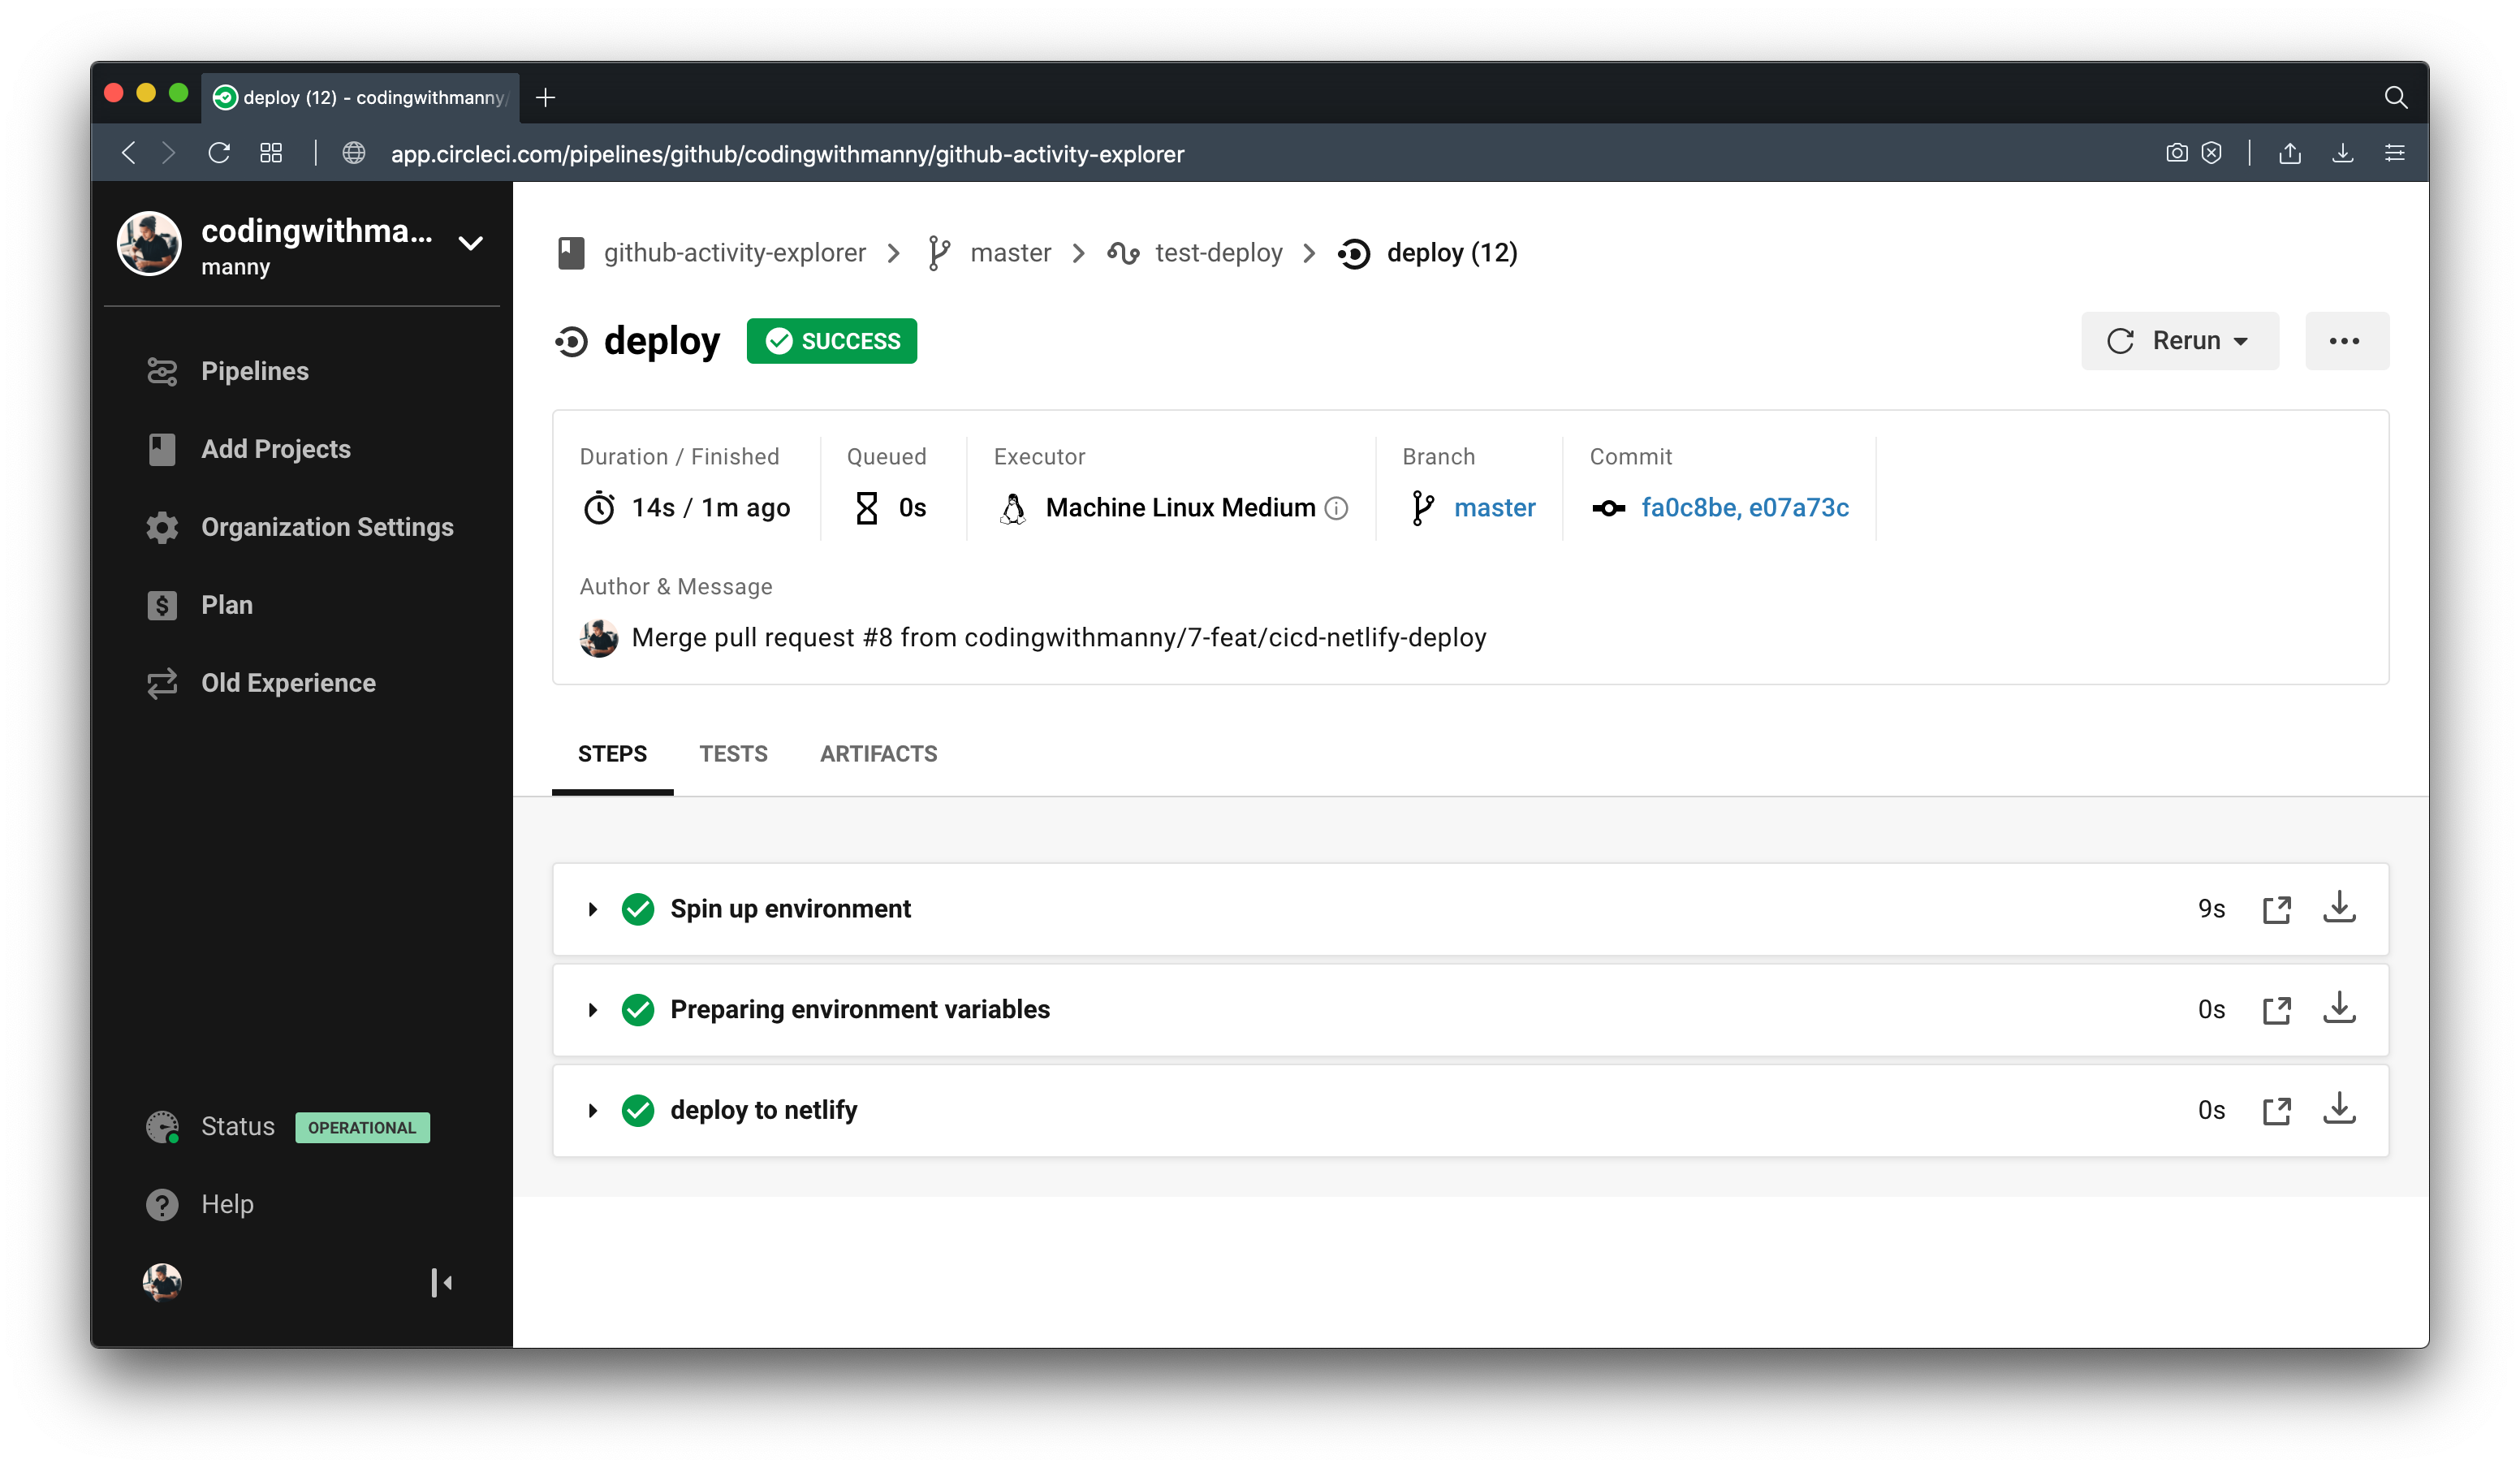 deploy (12) - codingwithmanny/
app.circleci.com/pipelines/github/codingwithmanny/github-activity-explorer
codingwithma...
manny
Pipelines
Add Projects
Organization Settings
Plan
Old Experience
Status OPERATIONAL
Help
github-activity-explorer master test-deploy deploy (12)
deploy SUCCESS Rerun
Duration / Finished Queued Executor Branch Commit
14s / 1m ago 0s Machine Linux Medium master fa0c8be, e07a73c
Author & Message
Merge pull request #8 from codingwithmanny/7-feat/cicd-netlify-deploy
STEPS TESTS ARTIFACTS
Spin up environment 9s
Preparing environment variables 0s
deploy to netlify 0s